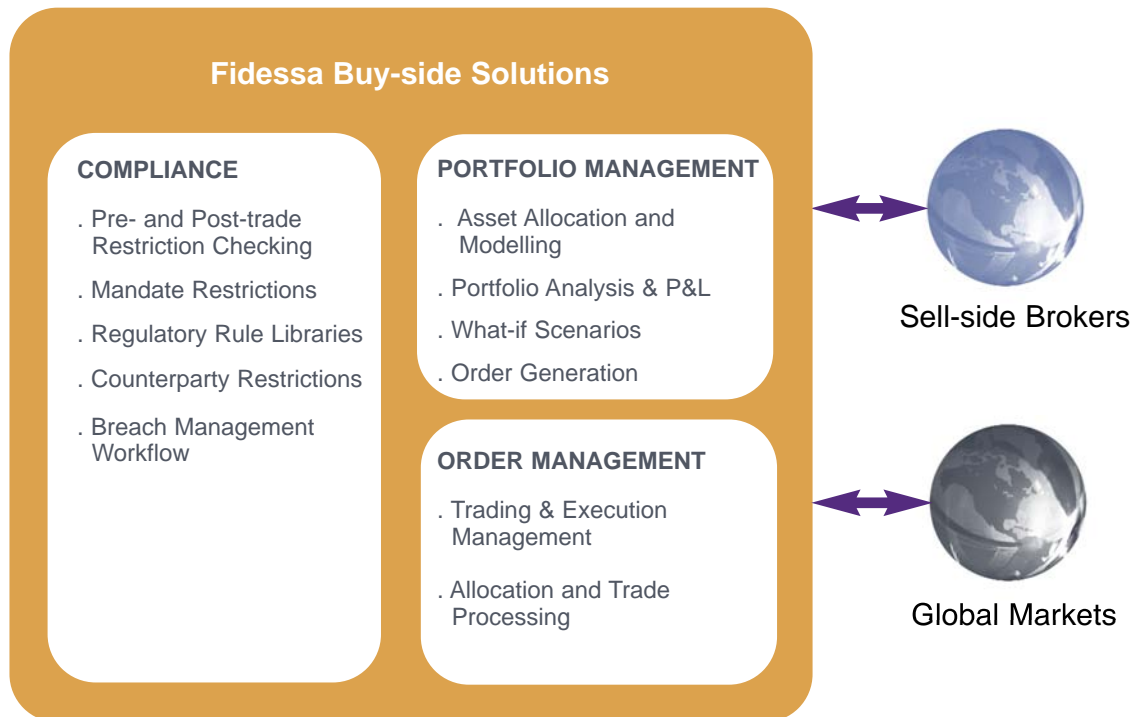 Fidessa Buy-side Solutions
COMPLIANCE
. Pre- and Post-trade
Restriction Checking
. Mandate Restrictions
. Regulatory Rule Libraries
. Counterparty Restrictions
. Breach Management
Workflow
PORTFOLIO MANAGEMENT
. Asset Allocation and
Modelling
. Portfolio Analysis & P&L
. What-if Scenarios
. Order Generation
ORDER MANAGEMENT
. Trading & Execution
Management
. Allocation and Trade
Processing
Sell-side Brokers
Global Markets